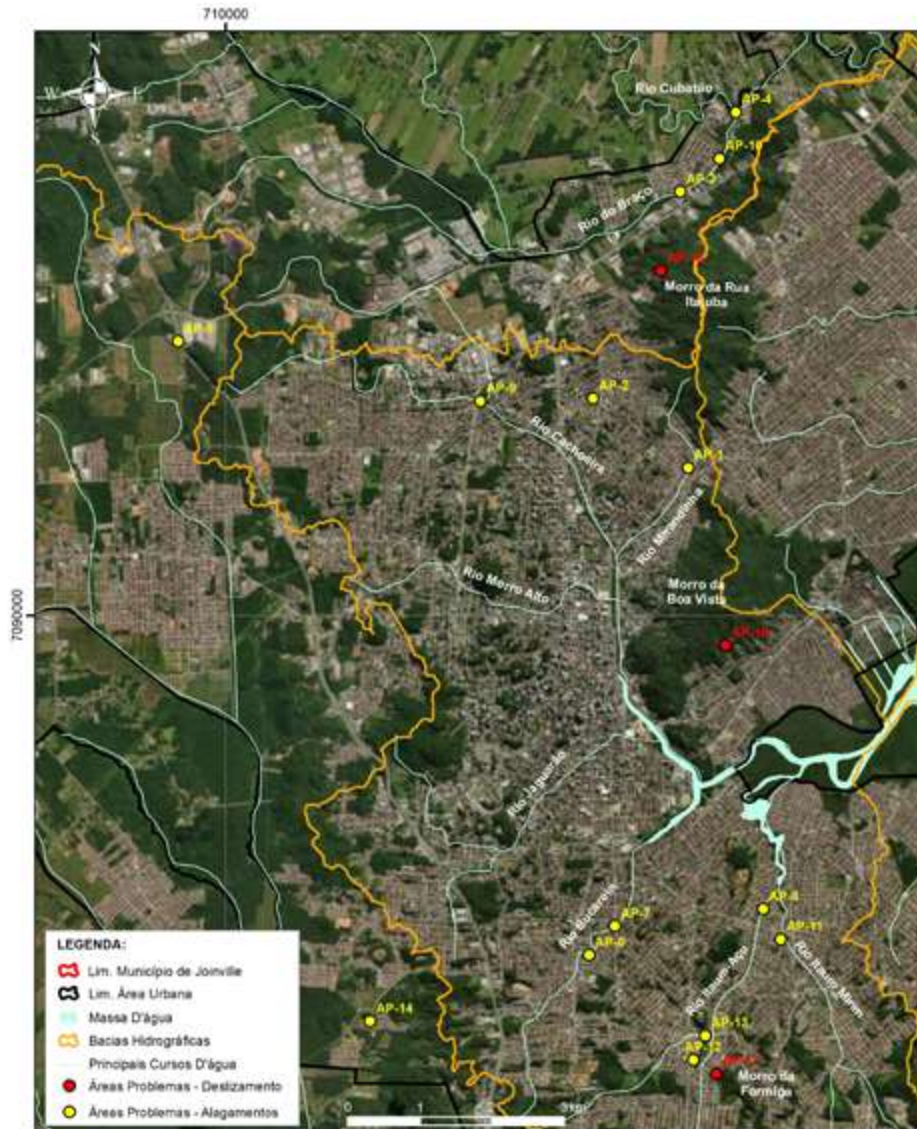 710000
N
W E
S
Rio Cubatão
AP-4
AP-10
AP-3
Rio do Braço
Morro da Rua
Itaiuba
AP-5
AP-9
AP-2
Rio Cachoeira
AP-1
Rio Mirandinha
Rio Morro Alto
Morro da
Boa Vista
7090000
Rio Jaguarão
Rio Bucarein
AP-7
AP-6
AP-8
AP-11
Rio Itaum Açu
Rio Itaum Mirim
AP-14
AP-13
AP-12
Morro da
Formiga
LEGENDA:
Lim. Município de Joinville
Lim. Área Urbana
Massa D'água
Bacias Hidrográficas
Principais Cursos D'água
Áreas Problemas - Deslizamento
Áreas Problemas - Alagamentos
0 1 2